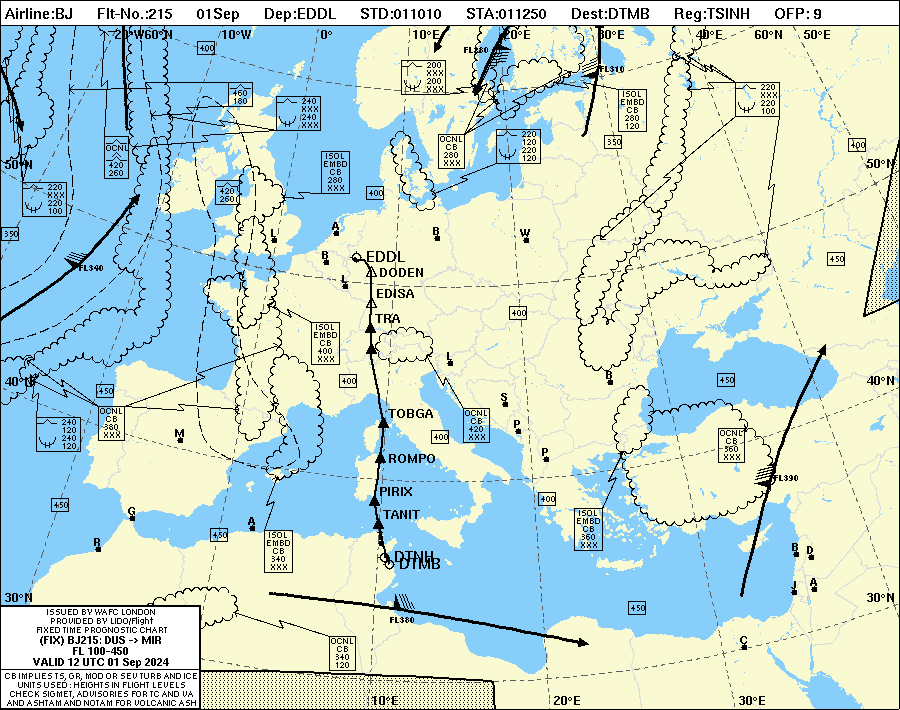 Airline:BJ Flt-No.:215 01Sep Dep:EDDL STD:011010 STA:011250 Dest:DTMB Reg:TSINH OFP: 9
20°W 60°N 10°W 0° 10°E 20°E 30°E 40°E 60°N 50°E
400
FL280
FL310
200
XXX
200
XXX
460
180
240
XXX
240
XXX
ISOL
EMBD
CB
280
120
220
XXX
220
100
350
OCNL
420
260
OCNL
CB
280
XXX
220
120
220
120
400
50°N
50°N
ISOL
EMBD
CB
280
XXX
220
XXX
220
100
420
260
400
350
FL340
L
A
B
W
B
L
EDDL
DODEN
EDISA
TRA
450
400
ISOL
EMBD
CB
400
XXX
L
B
40°N
40°N
450
400
450
S
OCNL
CB
380
XXX
240
120
240
120
M
TOBGA
OCNL
CB
420
XXX
400
P
P
OCNL
CB
360
XXX
ROMPO
FL390
PIRIX
TANIT
400
450
G
450
A
R
ISOL
EMBD
CB
340
XXX
ISOL
EMBD
CB
360
XXX
DTNH
DTMB
B
D
J
A
30°N
30°N
FL380
450
C
OCNL
CB
340
120
ISSUED BY WAFC LONDON
PROVIDED BY LIDO/Flight
FIXED TIME PROGNOSTIC CHART
(FIX) BJ215: DUS -> MIR
FL 100-450
VALID 12 UTC 01 Sep 2024
CB IMPLIES TS, GR, MOD OR SEV TURB AND ICE
UNITS USED : HEIGHTS IN FLIGHT LEVELS
CHECK SIGMET, ADVISORIES FOR TC AND VA
AND ASHTAM AND NOTAM FOR VOLCANIC ASH
10°E 20°E 30°E